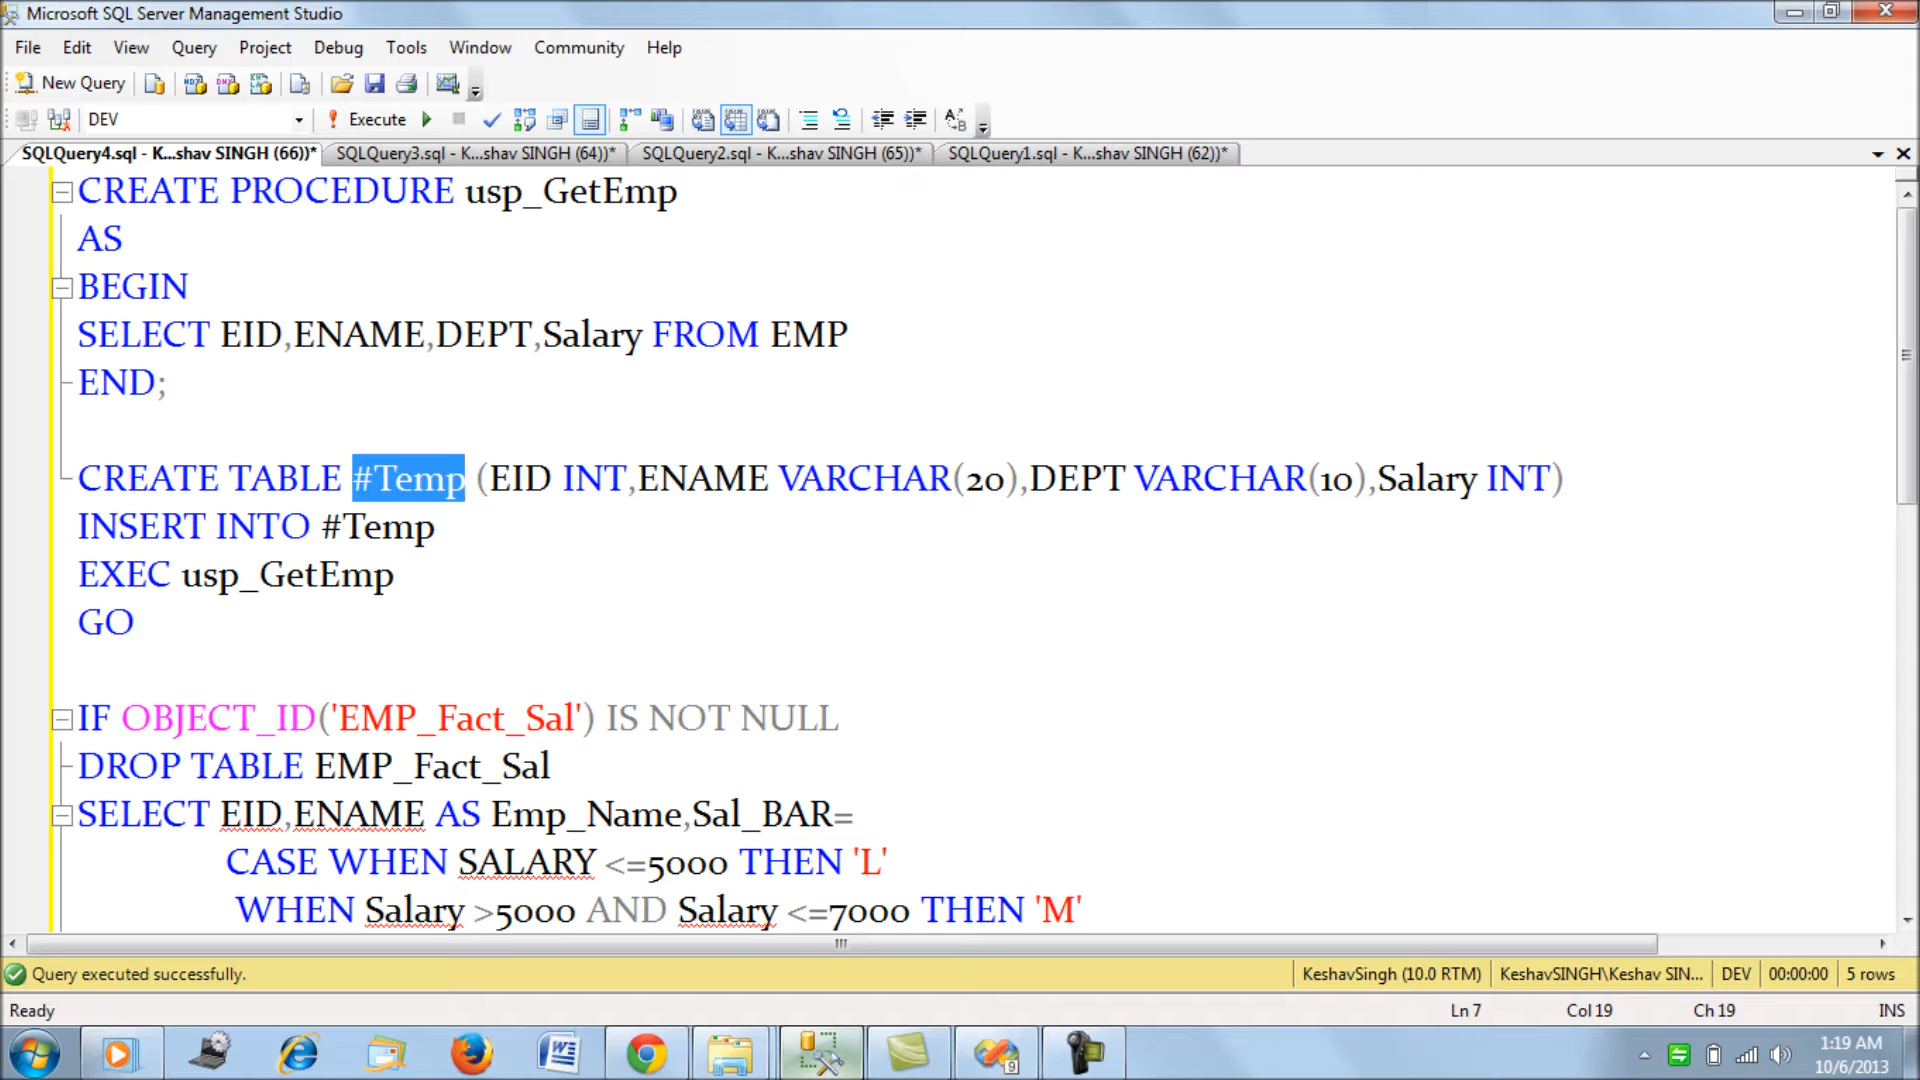 Microsoft SQL Server Management Studio
File Edit View Query Project Debug Tools Window Community Help
New Query
DEV Execute
SQLQuery4.sql - K...shav SINGH (66))* SQLQuery3.sql - K...shav SINGH (64))* SQLQuery2.sql - K...shav SINGH (65))* SQLQuery1.sql - K...shav SINGH (62))*
CREATE PROCEDURE usp_GetEmp
AS
BEGIN
SELECT EID,ENAME,DEPT,Salary FROM EMP
END;
CREATE TABLE #Temp (EID INT,ENAME VARCHAR(20),DEPT VARCHAR(10),Salary INT)
INSERT INTO #Temp
EXEC usp_GetEmp
GO
IF OBJECT_ID('EMP_Fact_Sal') IS NOT NULL
DROP TABLE EMP_Fact_Sal
SELECT EID,ENAME AS Emp_Name,Sal_BAR=
CASE WHEN SALARY <=5000 THEN 'L'
WHEN Salary >5000 AND Salary <=7000 THEN 'M'
Query executed successfully. KeshavSingh (10.0 RTM) KeshavSINGH\Keshav SIN... DEV 00:00:00 5 rows
Ready Ln 7 Col 19 Ch 19 INS
9
1:19 AM
10/6/2013